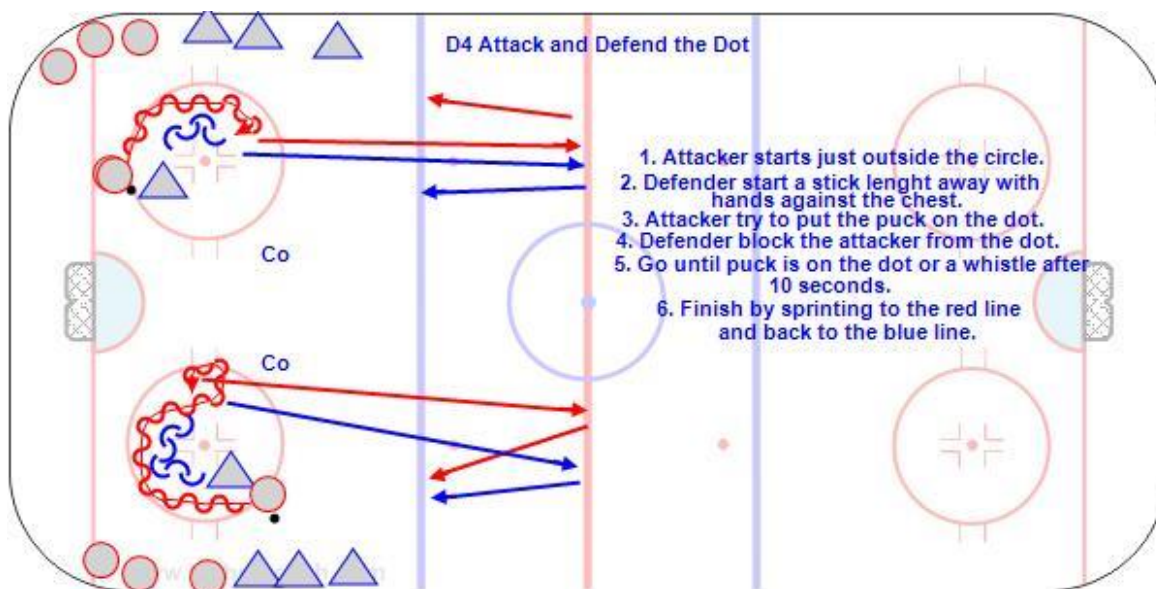 D4 Attack and Defend the Dot
1. Attacker starts just outside the circle.
2. Defender start a stick lenght away with
hands against the chest.
3. Attacker try to put the puck on the dot.
4. Defender block the attacker from the dot.
5. Go until puck is on the dot or a whistle after
10 seconds.
6. Finish by sprinting to the red line
and back to the blue line.
Co
Co